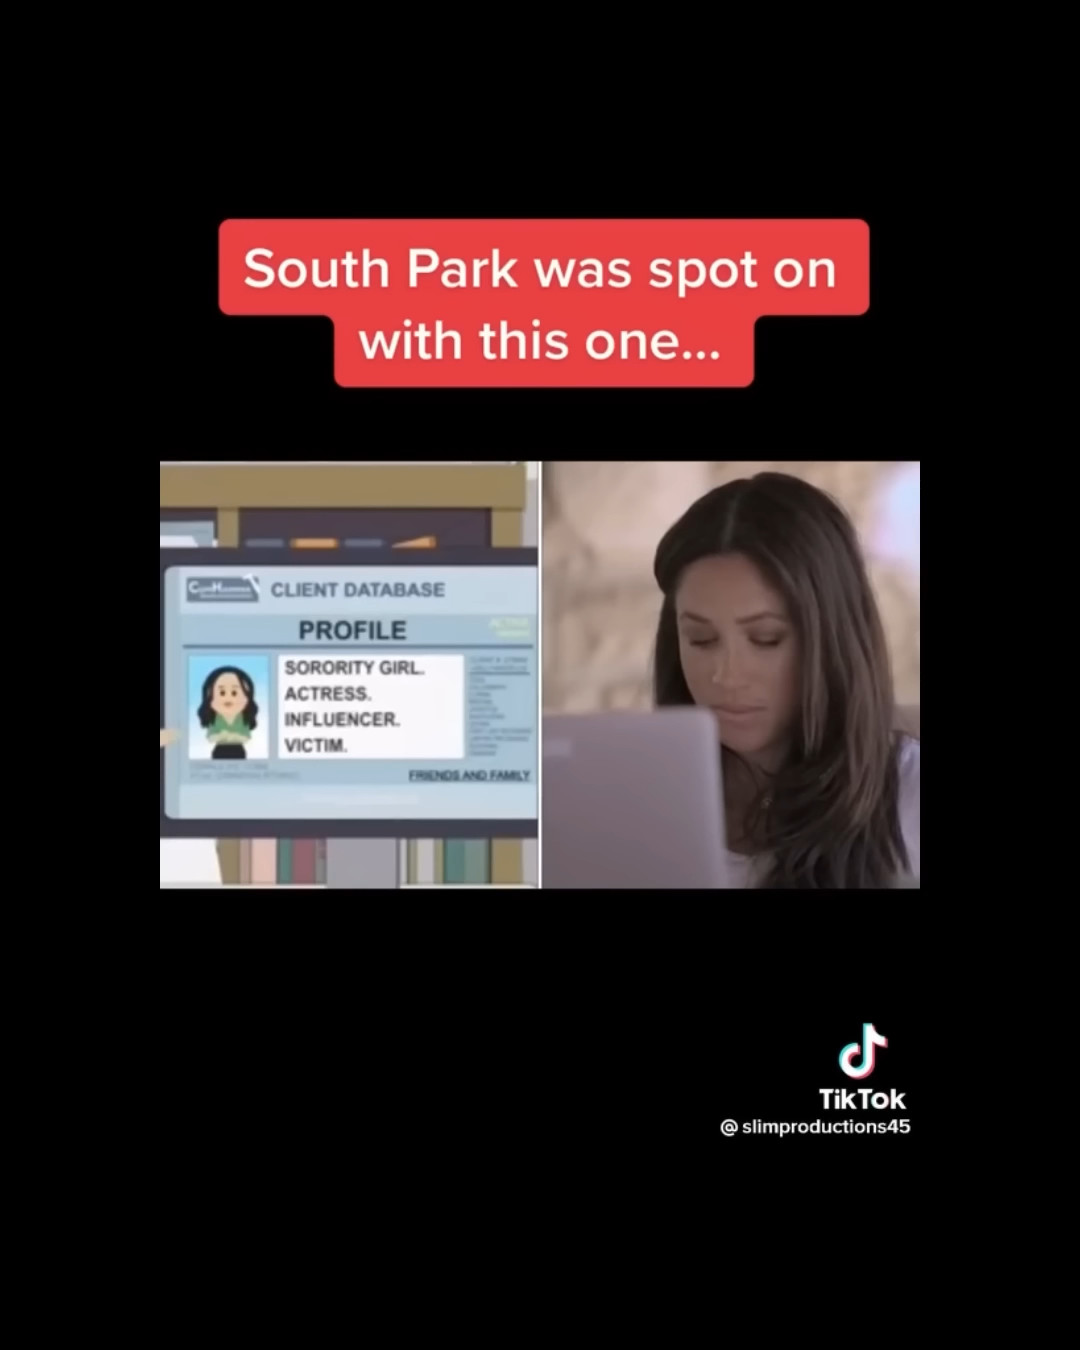 South Park was spot on
with this one...
CLIENT DATABASE
PROFILE
SORORITY GIRL.
ACTRESS.
INFLUENCER.
VICTIM.
FRIENDS AND FAMILY
TikTok
@slimproductions45